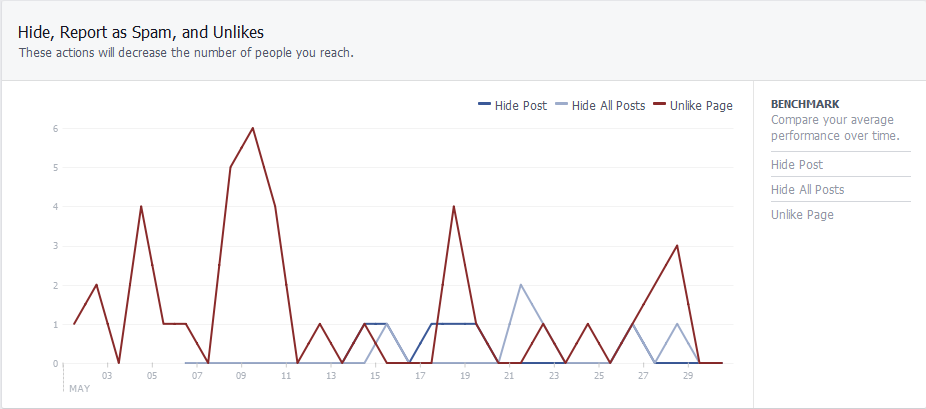 Hide, Report as Spam, and Unlikes
These actions will decrease the number of people you reach.
Hide Post Hide All Posts Unlike Page
BENCHMARK
Compare your average
performance over time.
Hide Post
Hide All Posts
Unlike Page
6
5
4
3
2
1
0
03 05 07 09 11 13 15 17 19 21 23 25 27 29
MAY